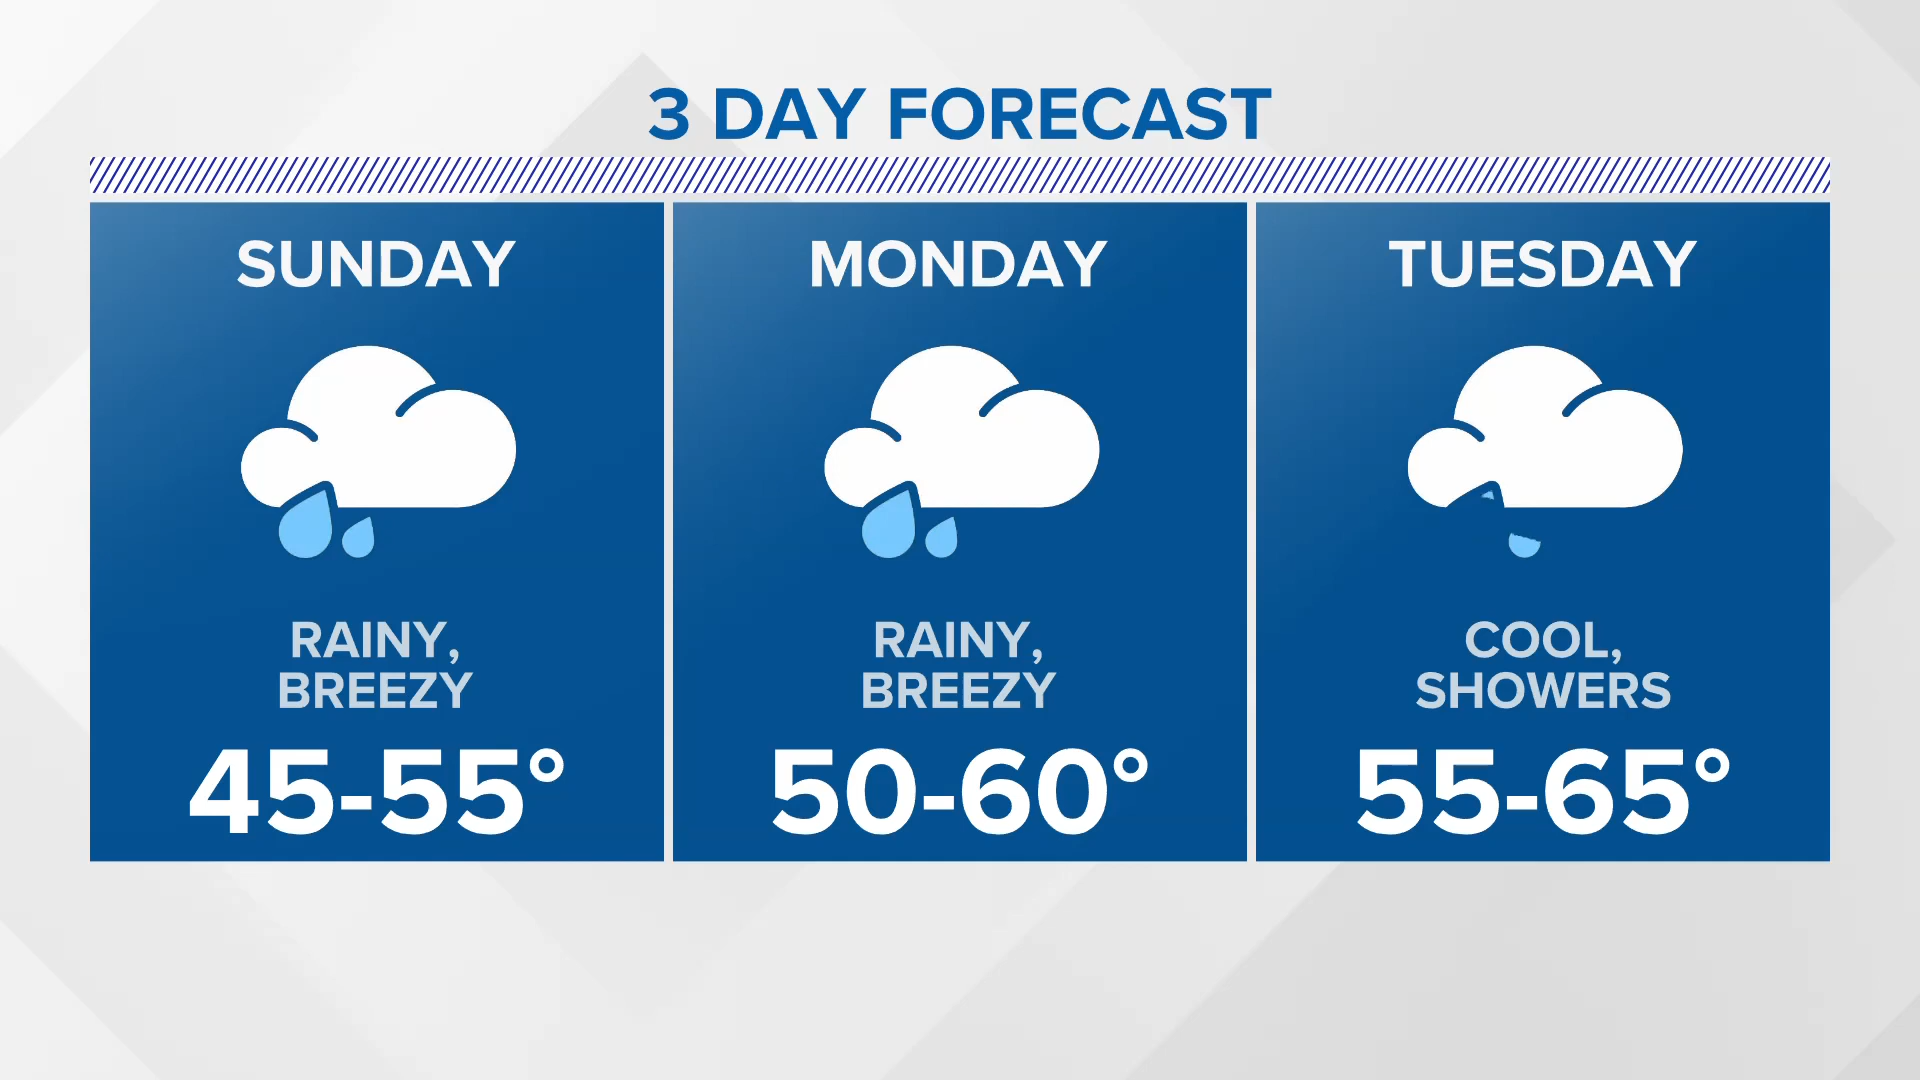 3 DAY FORECAST
SUNDAY
RAINY,
BREEZY
45-55°
MONDAY
RAINY,
BREEZY
50-60°
TUESDAY
COOL,
SHOWERS
55-65°